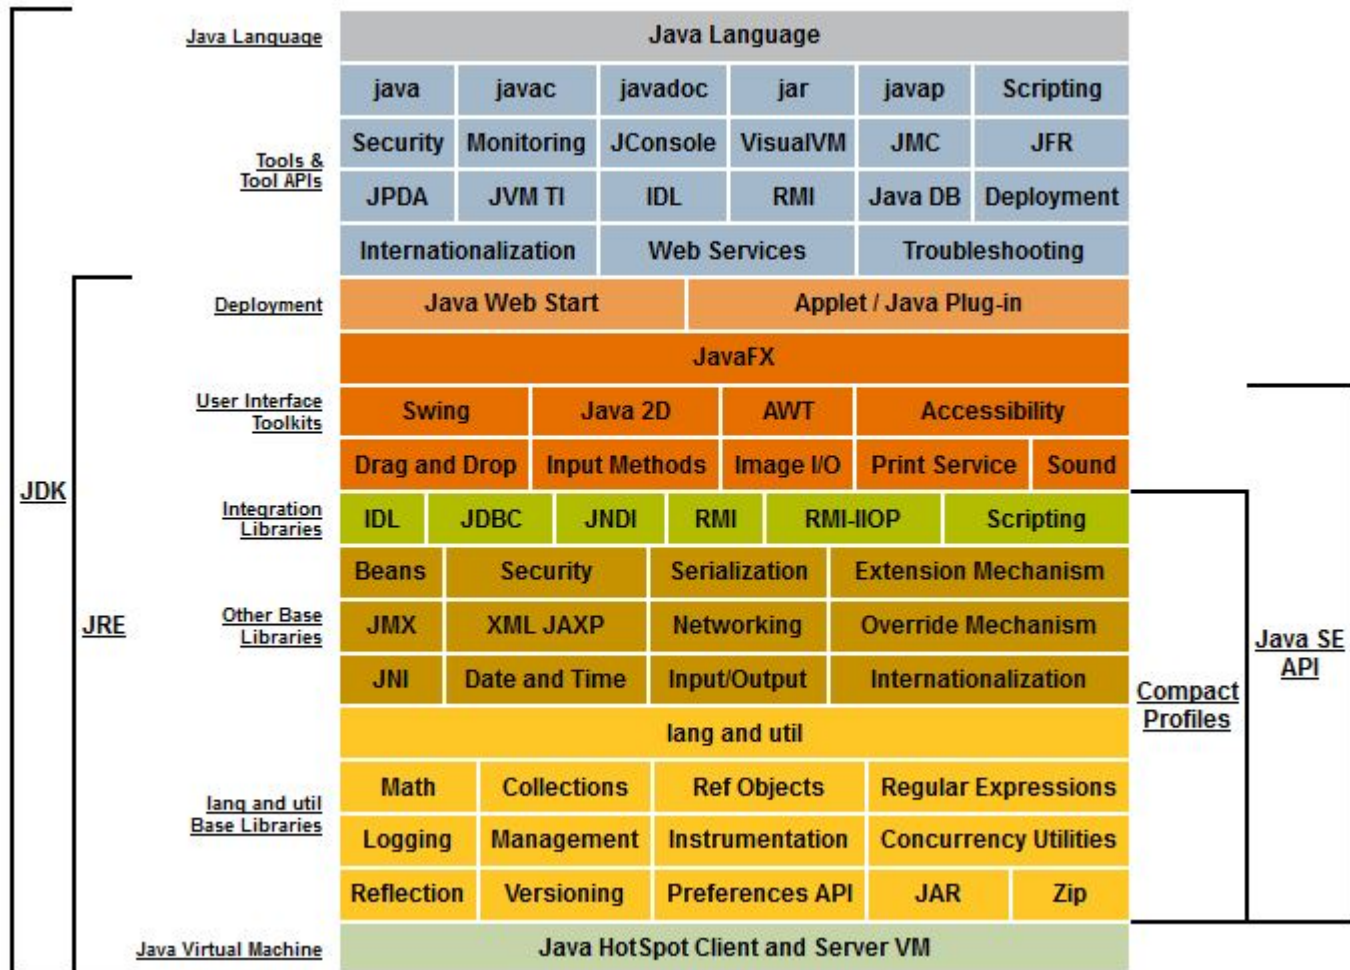 Java Language
Java Language
java javac javadoc jar javap Scripting
Security Monitoring JConsole VisualVM JMC JFR
Tools &
Tool APIs
JPDA JVM TI IDL RMI Java DB Deployment
Internationalization Web Services Troubleshooting
Deployment
Java Web Start Applet / Java Plug-in
JavaFX
User Interface
Toolkits
Swing Java 2D AWT Accessibility
Drag and Drop Input Methods Image I/O Print Service Sound
JDK
Integration
Libraries
IDL JDBC JNDI RMI RMI-IIOP Scripting
Beans Security Serialization Extension Mechanism
JRE
Other Base
Libraries
JMX XML JAXP Networking Override Mechanism
Java SE
API
JNI Date and Time Input/Output Internationalization
Compact
Profiles
lang and util
Math Collections Ref Objects Regular Expressions
lang and util
Base Libraries
Logging Management Instrumentation Concurrency Utilities
Reflection Versioning Preferences API JAR Zip
Java Virtual Machine
Java HotSpot Client and Server VM